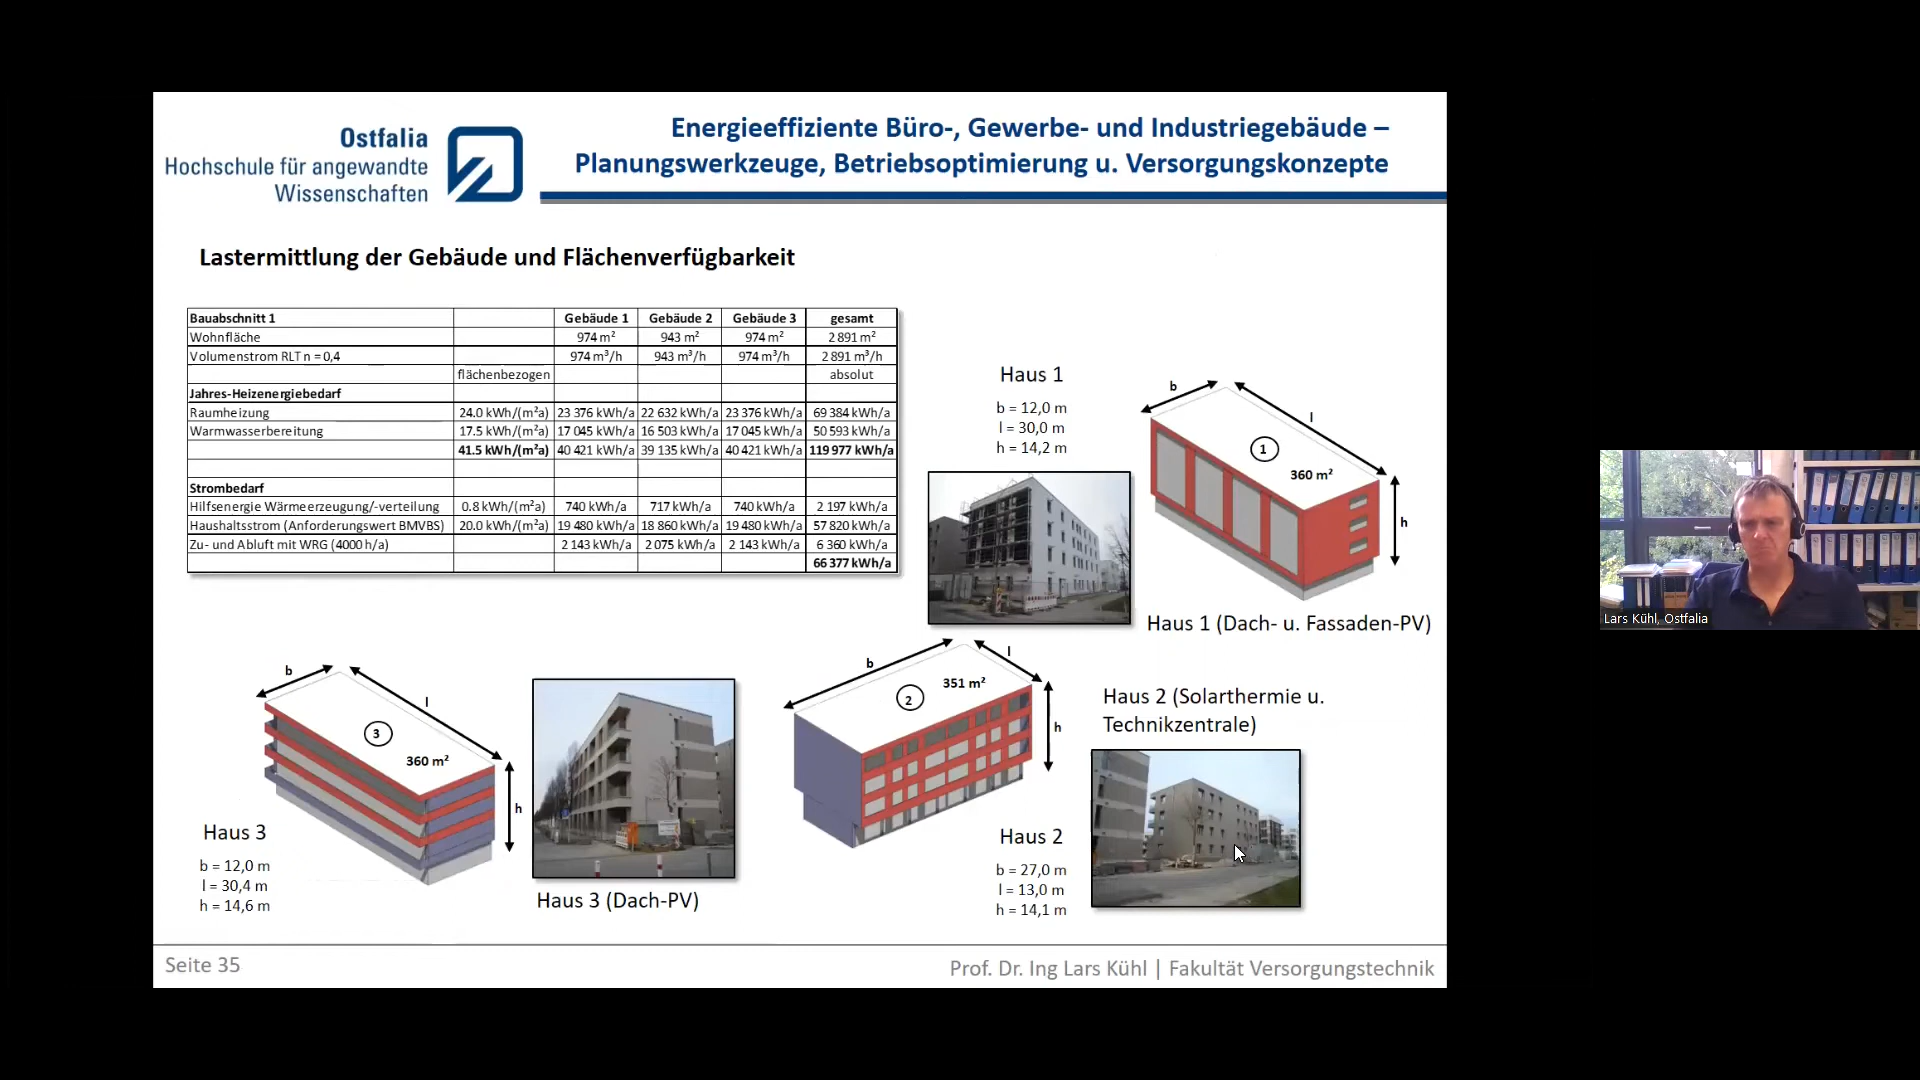 Ostfalia
Hochschule für angewandte
Wissenschaften
Energieeffiziente Büro-, Gewerbe- und Industriegebäude –
Planungswerkzeuge, Betriebsoptimierung u. Versorgungskonzepte
Lastermittlung der Gebäude und Flächenverfügbarkeit
Bauabschnitt 1 Gebäude 1 Gebäude 2 Gebäude 3 gesamt
Wohnfläche 974 m² 943 m² 974 m² 2 891 m²
Volumenstrom RLT n = 0,4 974 m³/h 943 m³/h 974 m³/h 2 891 m³/h
flächenbezogen absolut
Jahres-Heizenergiebedarf
Raumheizung 24.0 kWh/(m²a) 23 376 kWh/a 22 632 kWh/a 23 376 kWh/a 69 384 kWh/a
Warmwasserbereitung 17.5 kWh/(m²a) 17 045 kWh/a 16 503 kWh/a 17 045 kWh/a 50 593 kWh/a
41.5 kWh/(m²a) 40 421 kWh/a 39 135 kWh/a 40 421 kWh/a 119 977 kWh/a
Strombedarf
Hilfsenergie Wärmeerzeugung/-verteilung 0.8 kWh/(m²a) 740 kWh/a 717 kWh/a 740 kWh/a 2 197 kWh/a
Haushaltsstrom (Anforderungswert BMVBS) 20.0 kWh/(m²a) 19 480 kWh/a 18 860 kWh/a 19 480 kWh/a 57 820 kWh/a
Zu- und Abluft mit WRG (4000 h/a) 2 143 kWh/a 2 075 kWh/a 2 143 kWh/a 6 360 kWh/a
66 377 kWh/a
Haus 1
b = 12,0 m
l = 30,0 m
h = 14,2 m
b
l
1
360 m²
h
Haus 1 (Dach- u. Fassaden-PV)
b
l
3
360 m²
h
Haus 3
b = 12,0 m
l = 30,4 m
h = 14,6 m
Haus 3 (Dach-PV)
b
l
2
351 m²
h
Haus 2 (Solarthermie u.
Technikzentrale)
Haus 2
b = 27,0 m
l = 13,0 m
h = 14,1 m
Seite 35
Prof. Dr. Ing Lars Kühl | Fakultät Versorgungstechnik
Lars Kühl, Ostfalia